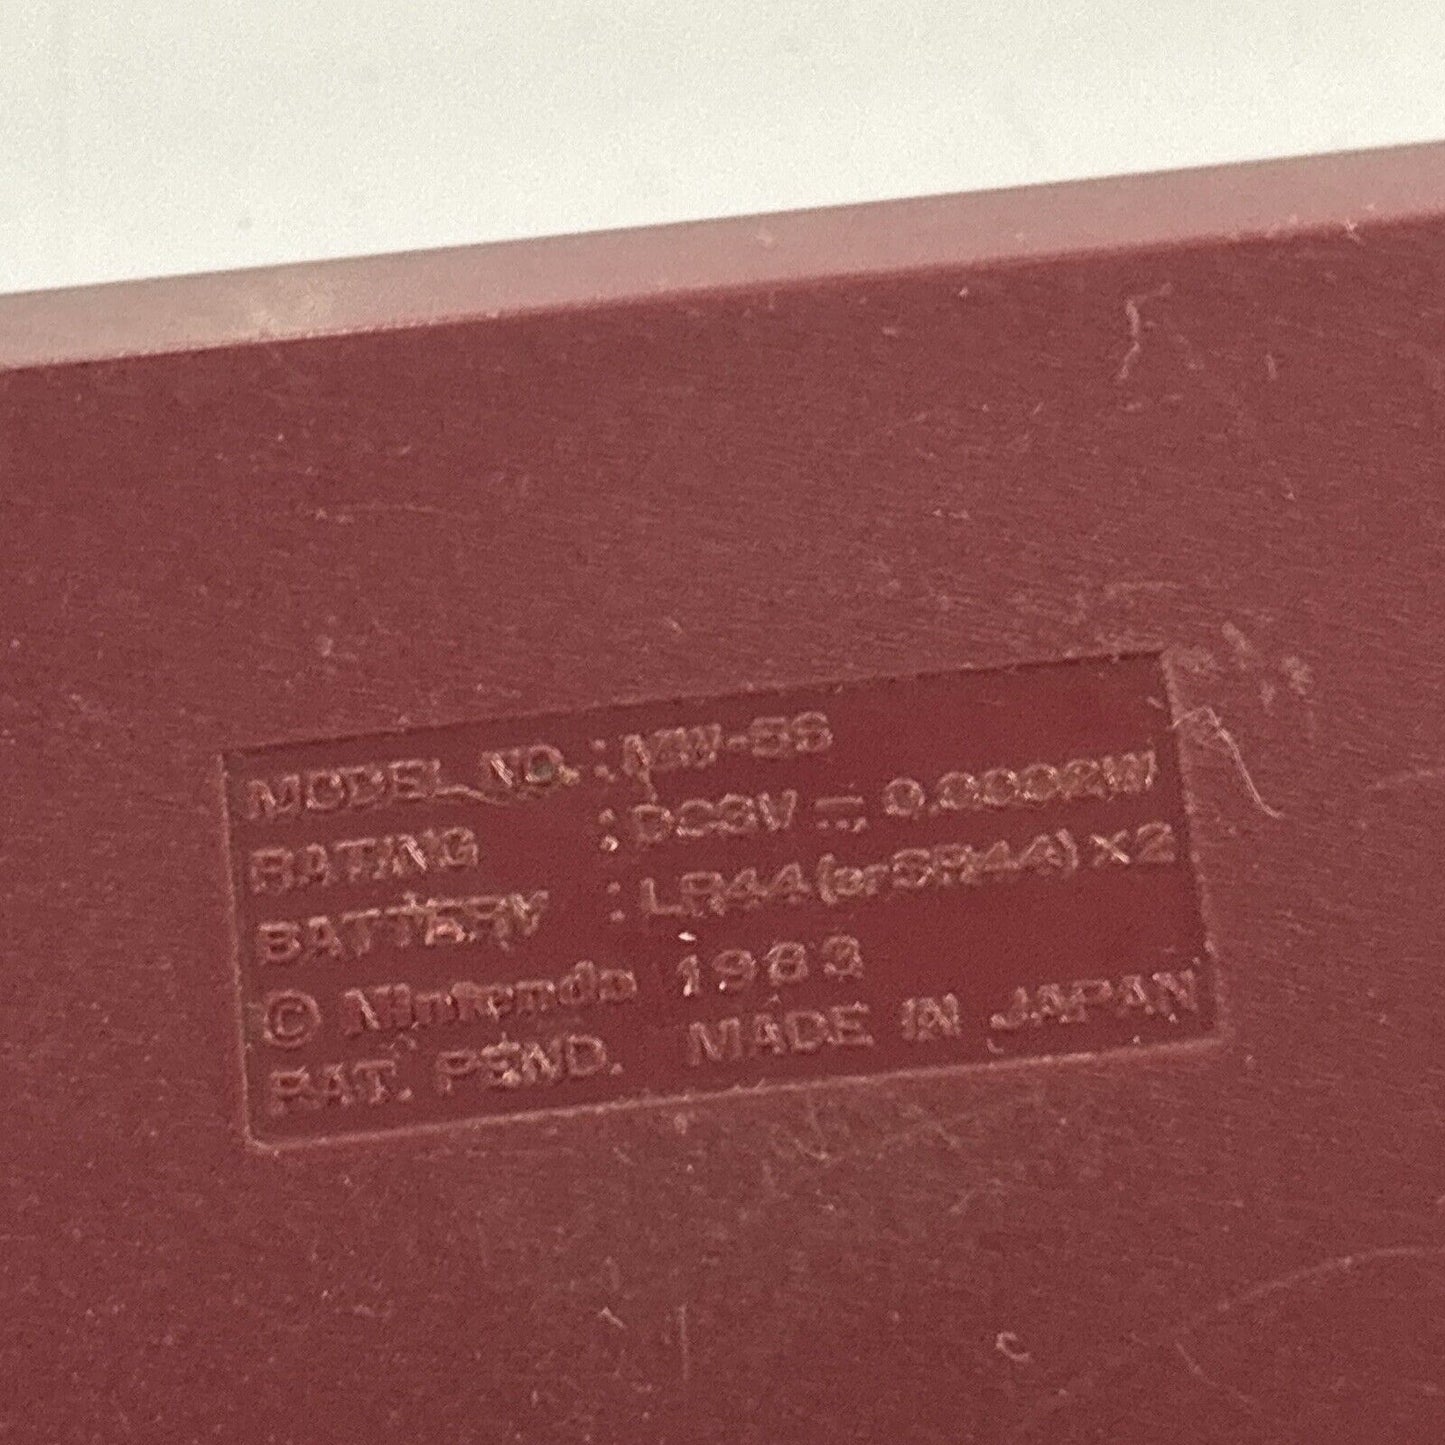 MODEL NO. : MW-56
RATING : DC3V ⎓ 0.0002W
BATTERY : LR44 (or SR44) × 2
© Nintendo 1983
PAT. PEND. MADE IN JAPAN